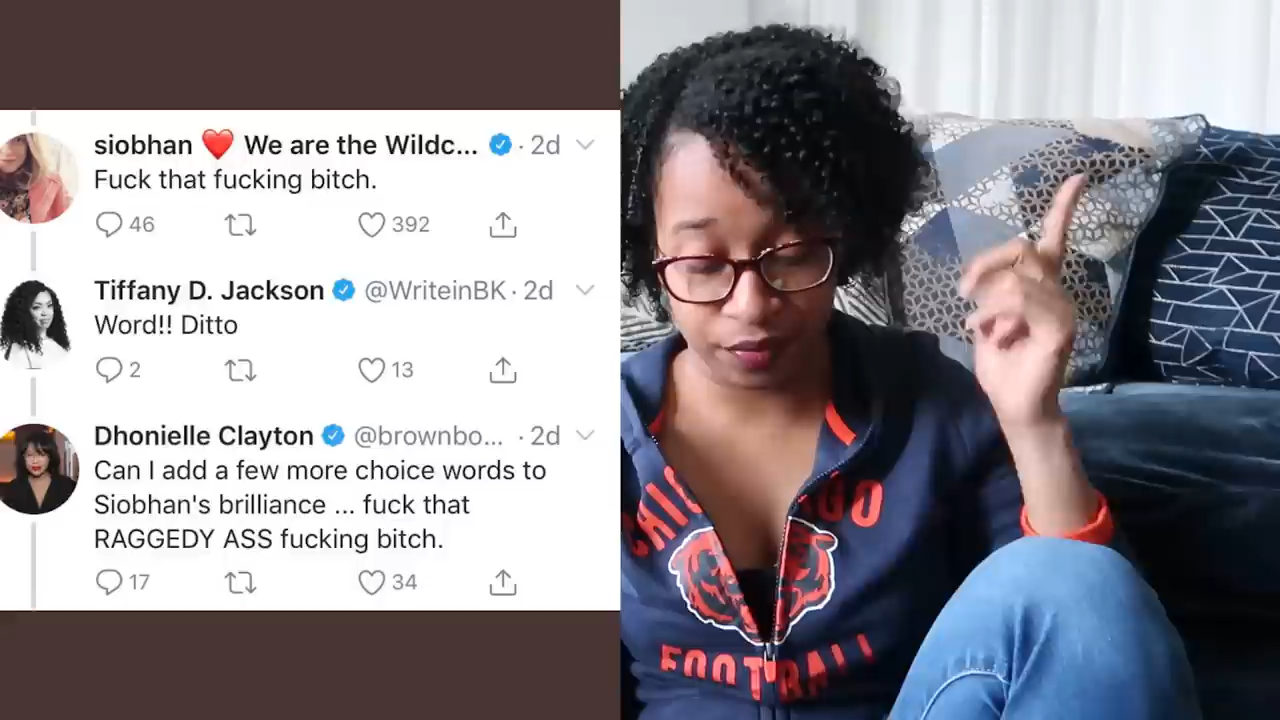 siobhan ❤️ We are the Wildc... · 2d
Fuck that fucking bitch.
46 392
Tiffany D. Jackson @WriteinBK · 2d
Word!! Ditto
2 13
Dhonielle Clayton @brownbo... · 2d
Can I add a few more choice words to
Siobhan's brilliance ... fuck that
RAGGEDY ASS fucking bitch.
17 34
CHICAGO
FOOTBALL